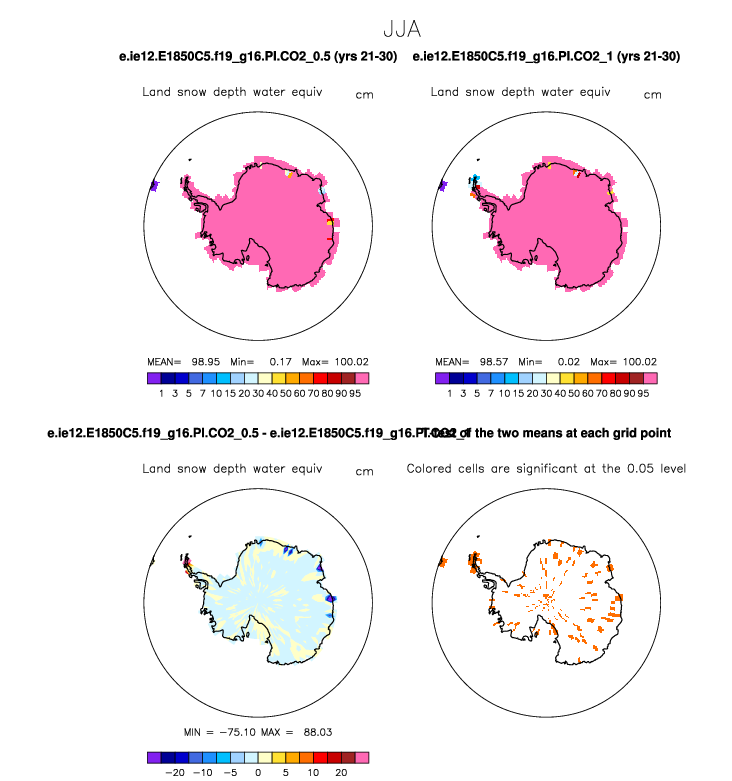 JJA
e.ie12.E1850C5.f19_g16.PI.CO2_0.5 (yrs 21-30) e.ie12.E1850C5.f19_g16.PI.CO2_1 (yrs 21-30)
Land snow depth water equiv cm Land snow depth water equiv cm
MEAN= 98.95 Min= 0.17 Max= 100.02 MEAN= 98.57 Min= 0.02 Max= 100.02
1 3 5 7 10 15 20 30 40 50 60 70 80 90 95 1 3 5 7 10 15 20 30 40 50 60 70 80 90 95
e.ie12.E1850C5.f19_g16.PI.CO2_0.5 - e.ie12.E1850C5.f19_g16.PI.CO2_1 T-test of the two means at each grid point
Land snow depth water equiv cm Colored cells are significant at the 0.05 level
MIN = -75.10 MAX = 88.03
-20 -10 -5 0 5 10 20